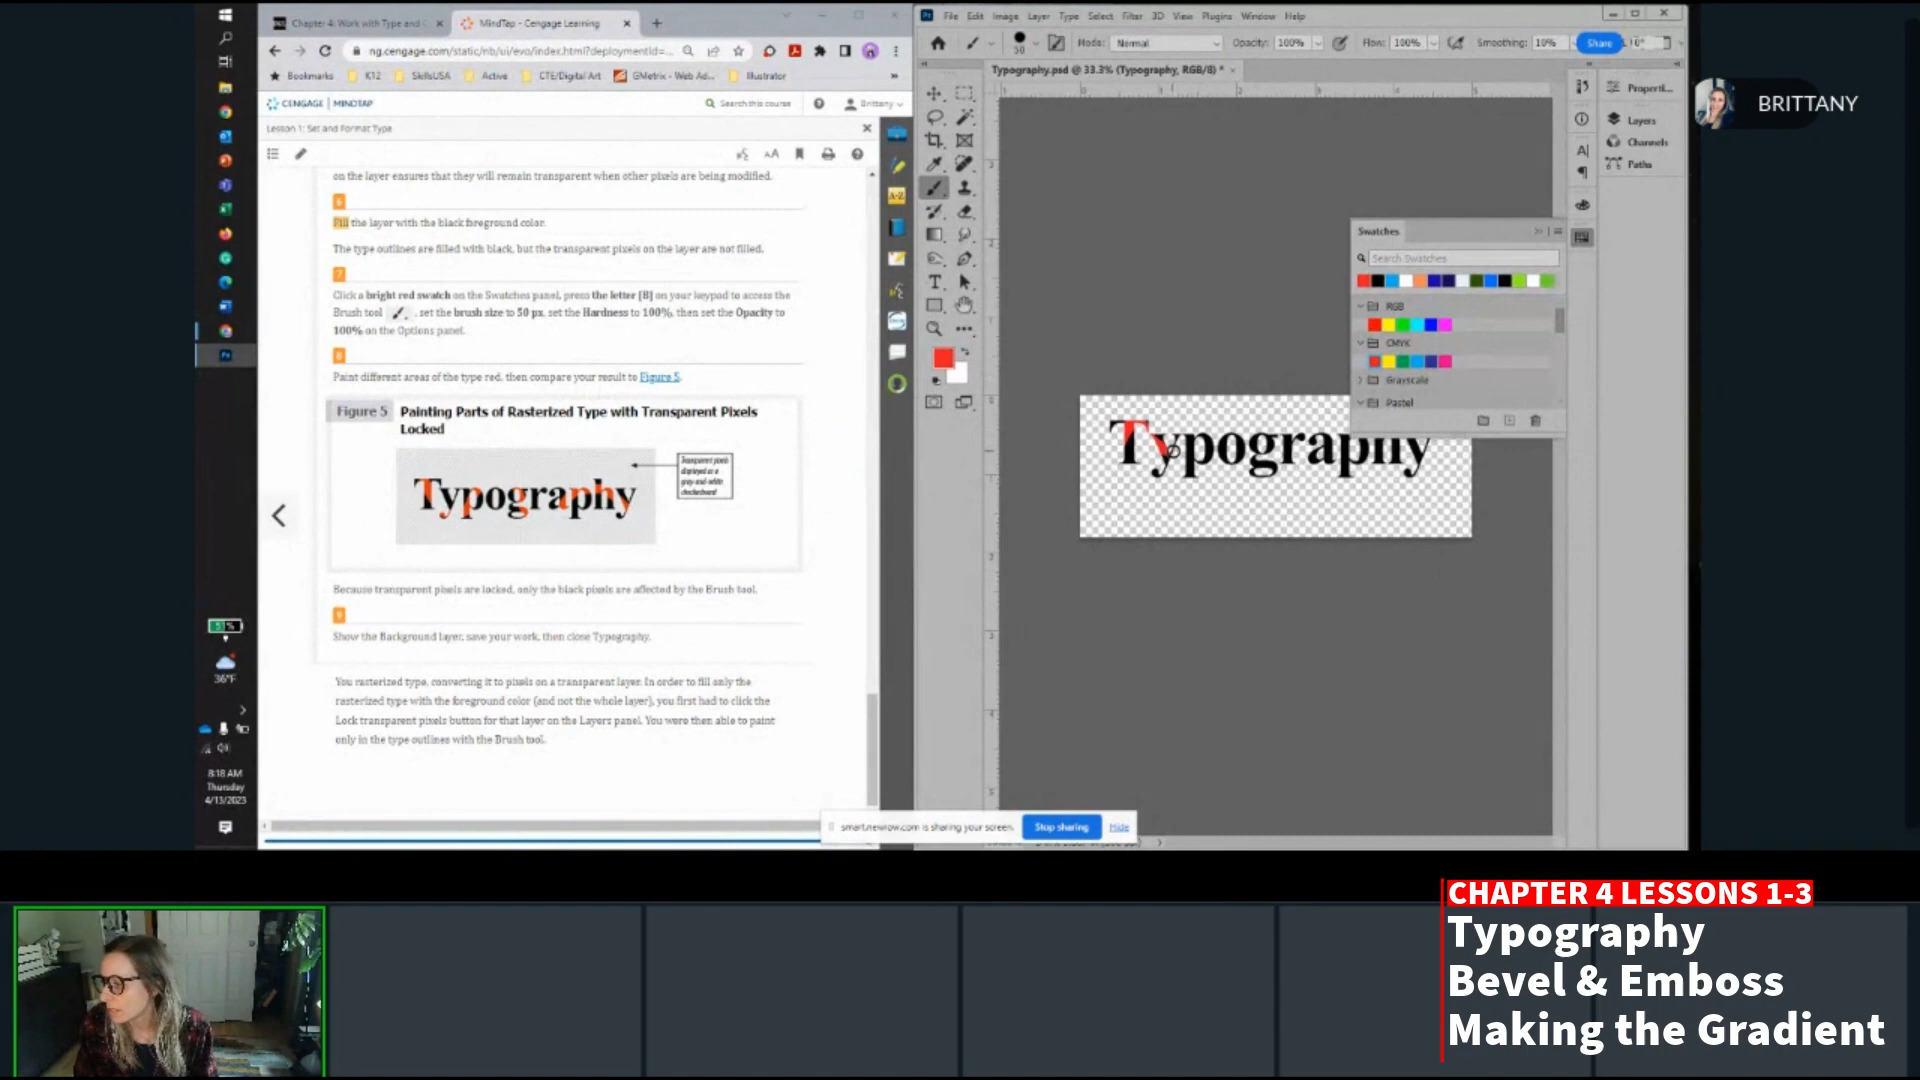 Chapter 4: Work with Type and
MindTap - Cengage Learning
ng.cengage.com/static/nb/ui/evo/index.html?deploymentId=...
Bookmarks
K12
SkillsUSA
Active
CTE/Digital Art
GMetrix - Web Ad...
Illustrator
CENGAGE | MINDTAP
Search this course
Brittany
Lesson 1: Set and Format Type
on the layer ensures that they will remain transparent when other pixels are being modified.
6
Fill the layer with the black foreground color.
The type outlines are filled with black, but the transparent pixels on the layer are not filled.
7
Click a bright red swatch on the Swatches panel, press the letter [B] on your keypad to access the
Brush tool , set the brush size to 50 px, set the Hardness to 100%, then set the Opacity to
100% on the Options panel.
8
Paint different areas of the type red, then compare your result to Figure 5.
Figure 5
Painting Parts of Rasterized Type with Transparent Pixels
Locked
Transparent pixels
displayed as a
gray-and-white
checkerboard
Typography
Because transparent pixels are locked, only the black pixels are affected by the Brush tool.
9
Show the Background layer, save your work, then close Typography.
You rasterized type, converting it to pixels on a transparent layer. In order to fill only the
rasterized type with the foreground color (and not the whole layer), you first had to click the
Lock transparent pixels button for that layer on the Layers panel. You were then able to paint
only in the type outlines with the Brush tool.
51%
36°F
8:18 AM
Thursday
4/13/2023
smart.newrow.com is sharing your screen.
Stop sharing
Hide
Ps
File Edit Image Layer Type Select Filter 3D View Plugins Window Help
50
Mode: Normal
Opacity: 100%
Flow: 100%
Smoothing: 10%
Share
Typography.psd @ 33.3% (Typography, RGB/8) *
Properti...
Layers
Channels
Paths
Swatches
Search Swatches
RGB
CMYK
Grayscale
Pastel
Typography
BRITTANY
CHAPTER 4 LESSONS 1-3
Typography
Bevel & Emboss
Making the Gradient